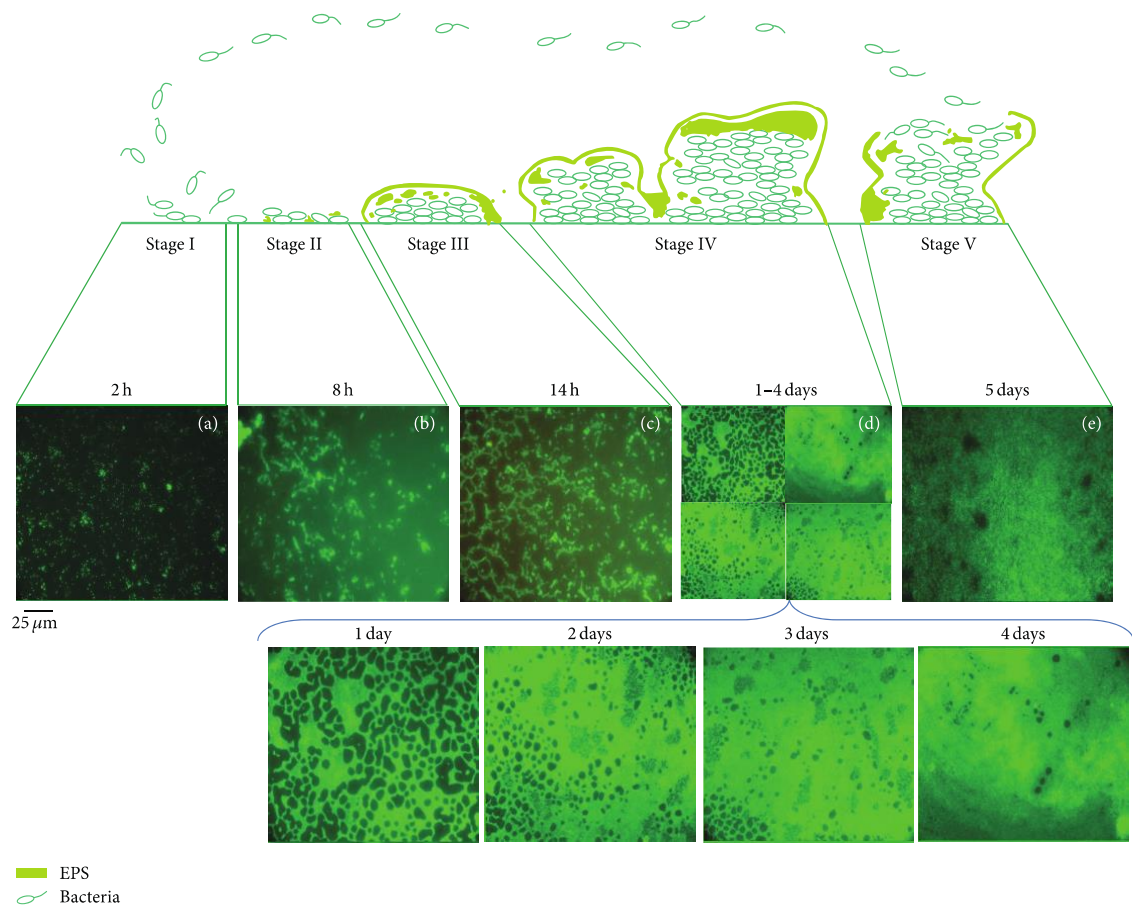 Stage I
Stage II
Stage III
Stage IV
Stage V
2 h
8 h
14 h
1–4 days
5 days
(a)
(b)
(c)
(d)
(e)
25 μm
1 day
2 days
3 days
4 days
EPS
Bacteria